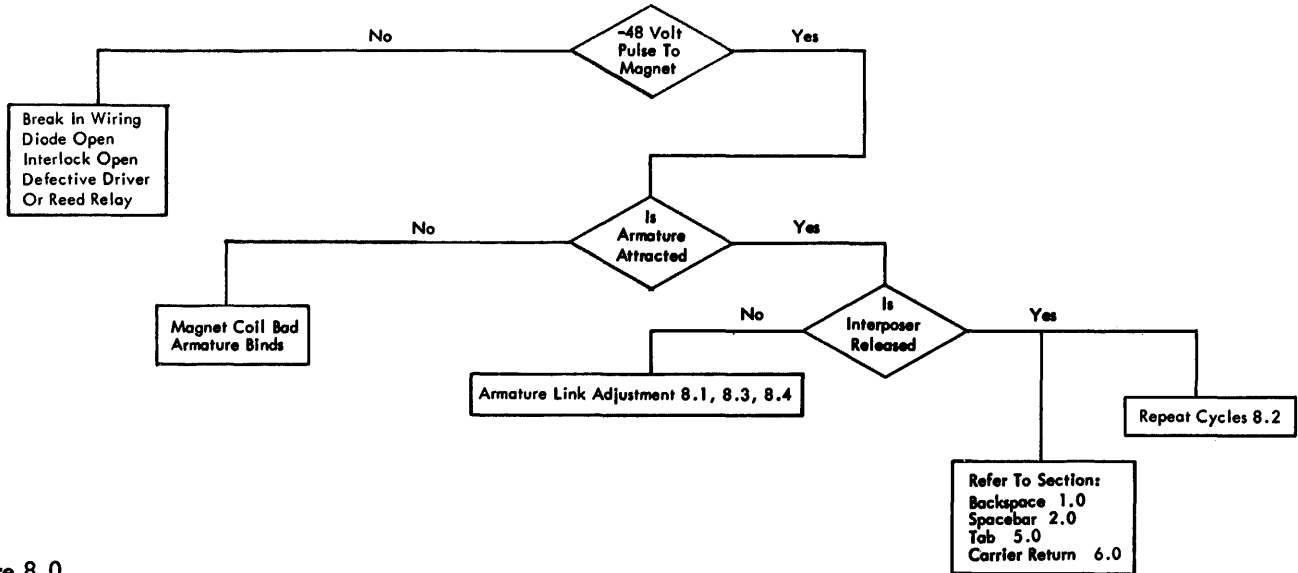 -48 Volt
Pulse To
Magnet
No
Yes
Break In Wiring
Diode Open
Interlock Open
Defective Driver
Or Reed Relay
Is
Armature
Attracted
No
Yes
Magnet Coil Bad
Armature Binds
Is
Interposer
Released
No
Yes
Armature Link Adjustment 8.1, 8.3, 8.4
Repeat Cycles 8.2
Refer To Section:
Backspace 1.0
Spacebar 2.0
Tab 5.0
Carrier Return 6.0
8.0